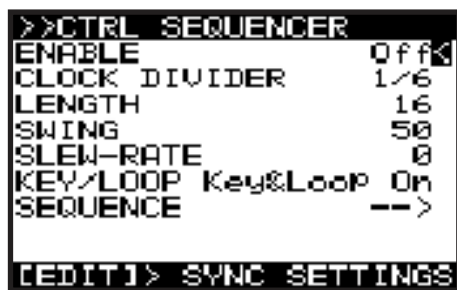 >>CTRL SEQUENCER
ENABLE Off<
CLOCK DIVIDER 1/6
LENGTH 16
SWING 50
SLEW-RATE 0
KEY/LOOP Key&Loop On
SEQUENCE -->
[EDIT]> SYNC SETTINGS